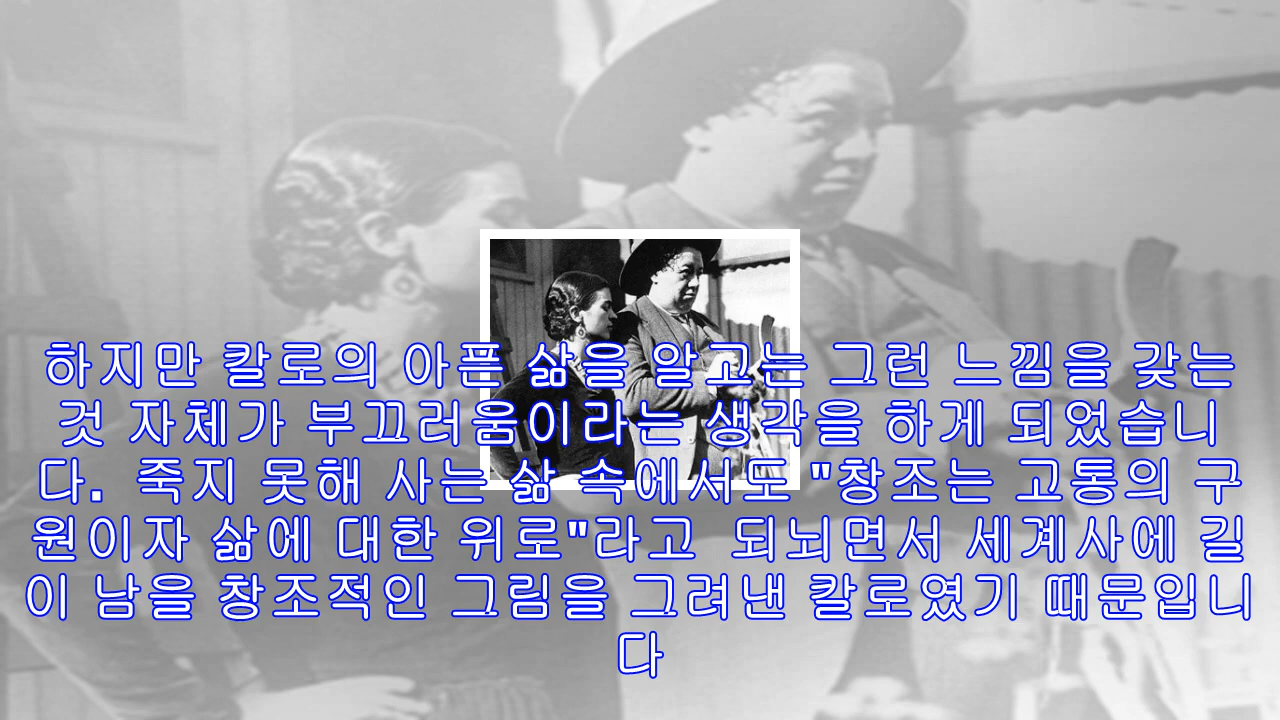 하지만 칼로의 아픈 삶을 알고는 그런 느낌을 갖는
것 자체가 부끄러움이라는 생각을 하게 되었습니
다. 죽지 못해 사는 삶 속에서도 "창조는 고통의 구
원이자 삶에 대한 위로"라고 되뇌면서 세계사에 길
이 남을 창조적인 그림을 그려낸 칼로였기 때문입니
다